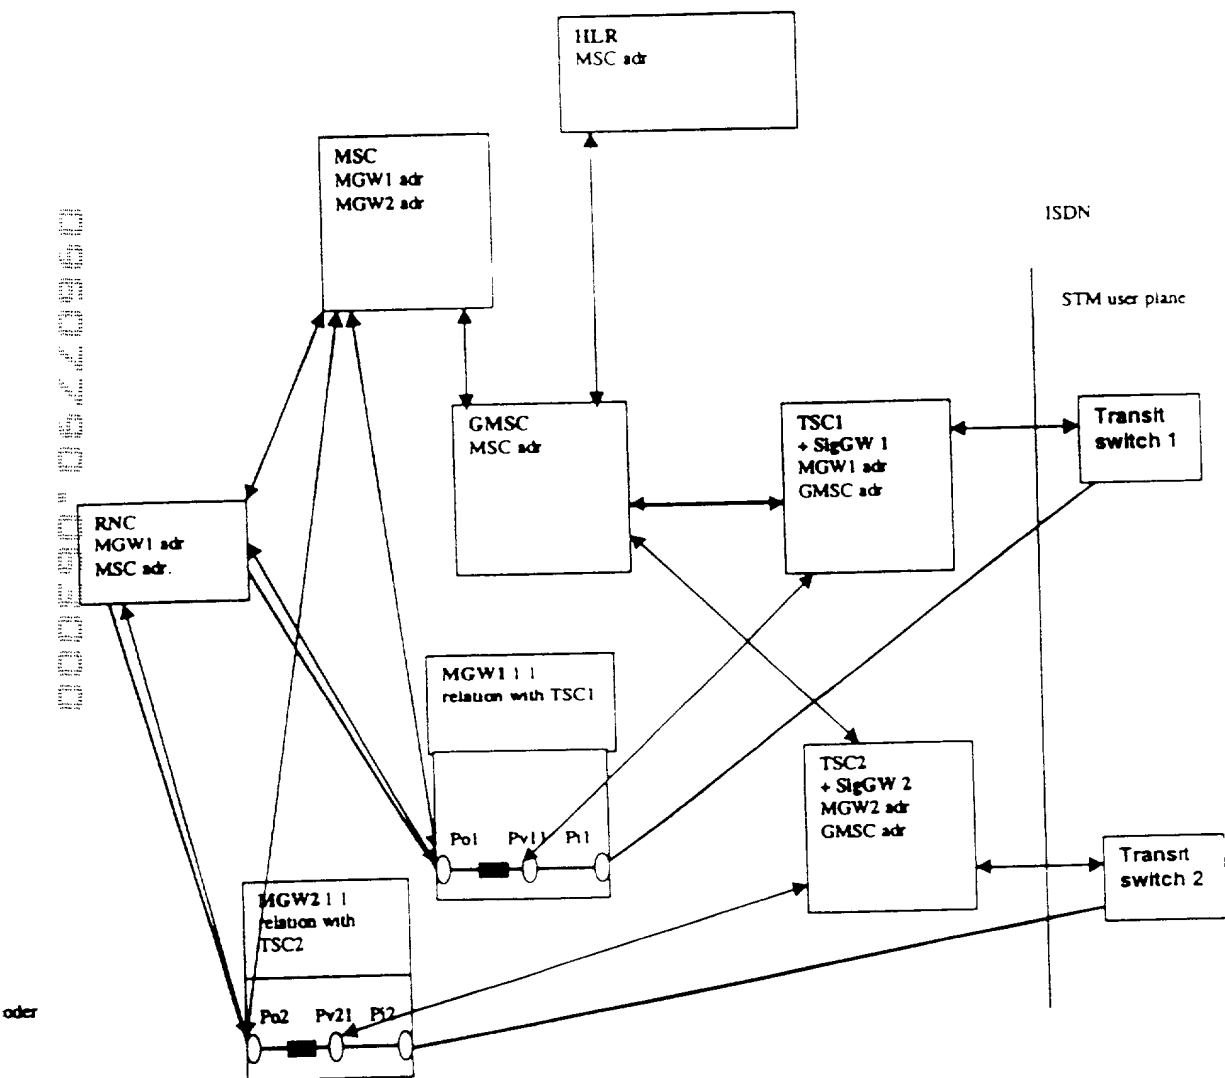 HLR
MSC adr
MSC
MGW1 adr
MGW2 adr
ISDN
STM user plane
GMSC
MSC adr
TSC1
+ SigGW 1
MGW1 adr
GMSC adr
Transit
switch 1
RNC
MGW1 adr
MSC adr.
MGW1 1 1
relation with TSC1
TSC2
+ SigGW 2
MGW2 adr
GMSC adr
Po1 Pv11 Pi1
Transit
switch 2
MGW2 1 1
relation with
TSC2
oder
Po2 Pv21 Pi2